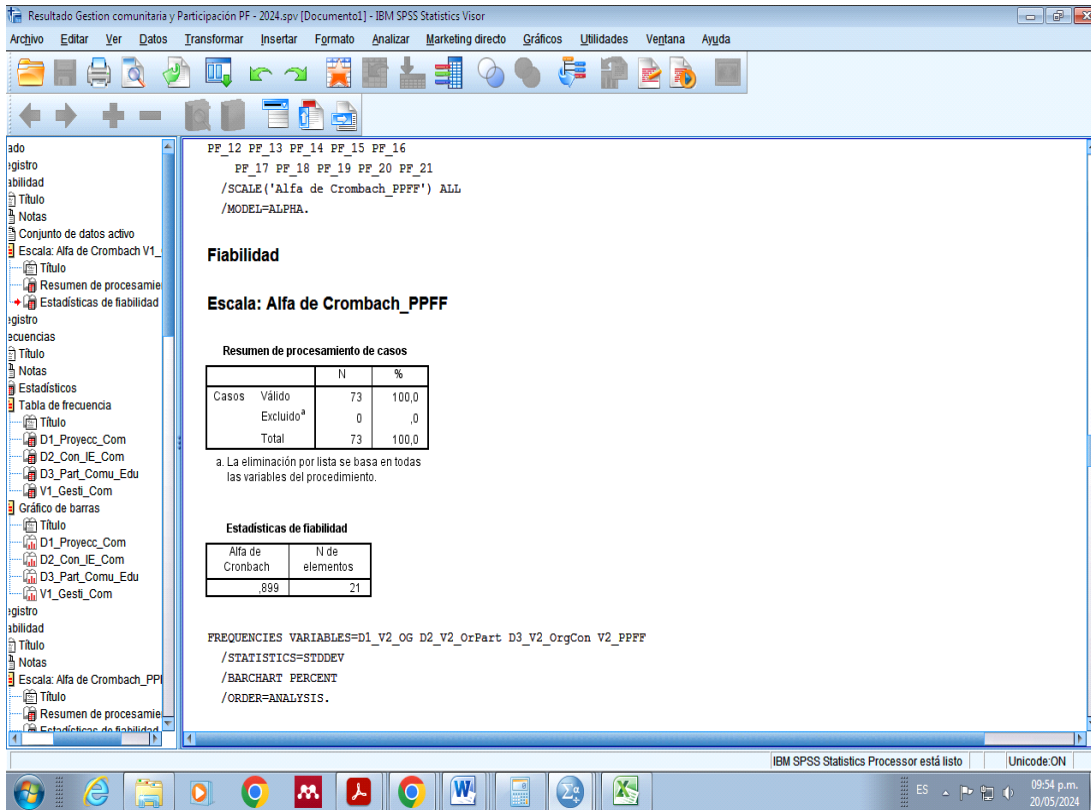 Resultado Gestion comunitaria y Participación PF - 2024.spv [Documento1] - IBM SPSS Statistics Visor
Archivo Editar Ver Datos Transformar Insertar Formato Analizar Marketing directo Gráficos Utilidades Ventana Ayuda
ado
egistro
abilidad
Título
Notas
Conjunto de datos activo
Escala: Alfa de Crombach V1_
Título
Resumen de procesamie
Estadísticas de fiabilidad
egistro
ecuencias
Título
Notas
Estadísticos
Tabla de frecuencia
Título
D1_Proyecc_Com
D2_Con_IE_Com
D3_Part_Comu_Edu
V1_Gesti_Com
Gráfico de barras
Título
D1_Proyecc_Com
D2_Con_IE_Com
D3_Part_Comu_Edu
V1_Gesti_Com
egistro
abilidad
Título
Notas
Escala: Alfa de Crombach_PPI
Título
Resumen de procesamie
Estadísticas de fiabilidad
PF_12 PF_13 PF_14 PF_15 PF_16
PF_17 PF_18 PF_19 PF_20 PF_21
/SCALE('Alfa de Crombach_PPFF') ALL
/MODEL=ALPHA.
Fiabilidad
Escala: Alfa de Crombach_PPFF
Resumen de procesamiento de casos
N %
Casos Válido 73 100,0
Excluido a 0 ,0
Total 73 100,0
a. La eliminación por lista se basa en todas
las variables del procedimiento.
Estadísticas de fiabilidad
Alfa de N de
Cronbach elementos
,899 21
FREQUENCIES VARIABLES=D1_V2_OG D2_V2_OrPart D3_V2_OrgCon V2_PPFF
/STATISTICS=STDDEV
/BARCHART PERCENT
/ORDER=ANALYSIS.
IBM SPSS Statistics Processor está listo Unicode:ON
ES 09:54 p.m.
20/05/2024